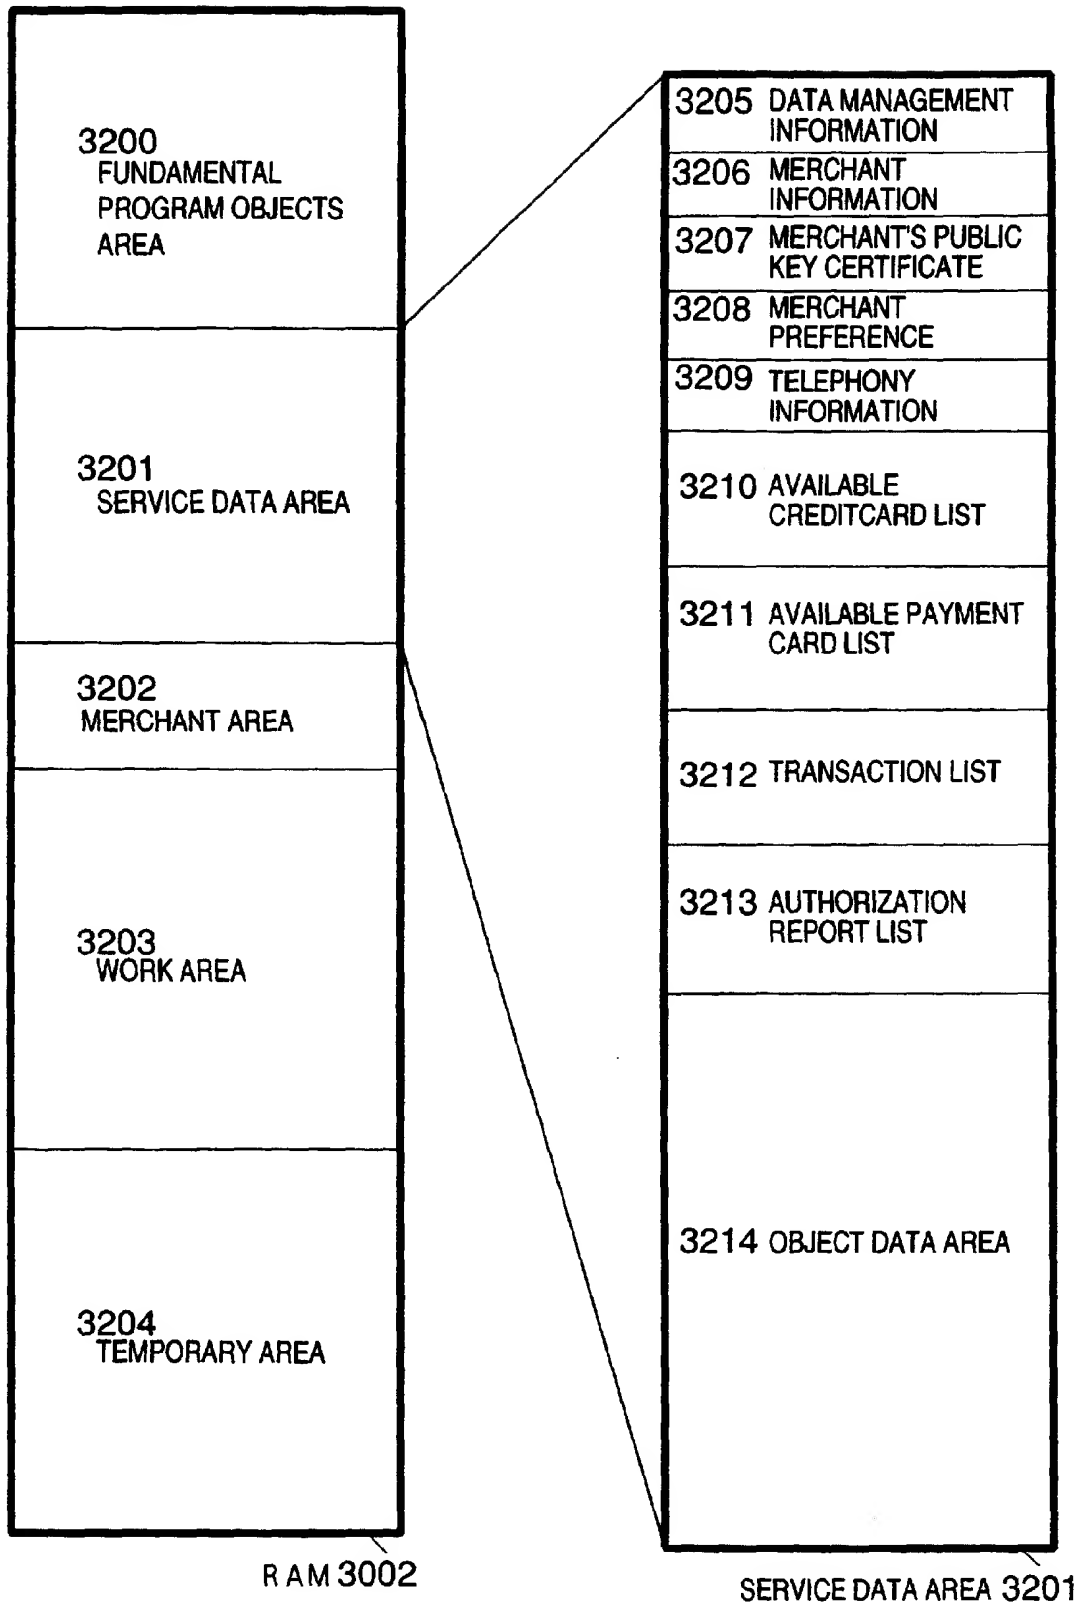 3200
FUNDAMENTAL
PROGRAM OBJECTS
AREA
3201
SERVICE DATA AREA
3202
MERCHANT AREA
3203
WORK AREA
3204
TEMPORARY AREA
RAM 3002
3205 DATA MANAGEMENT
INFORMATION
3206 MERCHANT
INFORMATION
3207 MERCHANT'S PUBLIC
KEY CERTIFICATE
3208 MERCHANT
PREFERENCE
3209 TELEPHONY
INFORMATION
3210 AVAILABLE
CREDITCARD LIST
3211 AVAILABLE PAYMENT
CARD LIST
3212 TRANSACTION LIST
3213 AUTHORIZATION
REPORT LIST
3214 OBJECT DATA AREA
SERVICE DATA AREA 3201